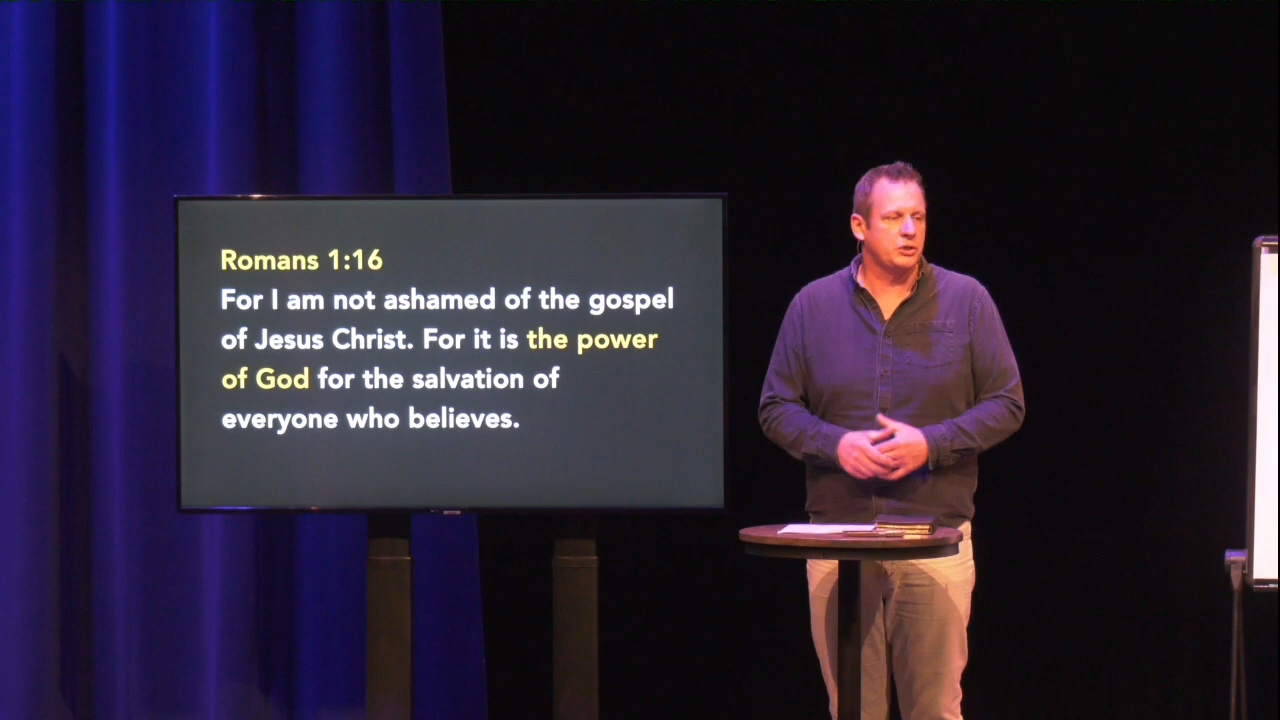 Romans 1:16
For I am not ashamed of the gospel
of Jesus Christ. For it is the power
of God for the salvation of
everyone who believes.